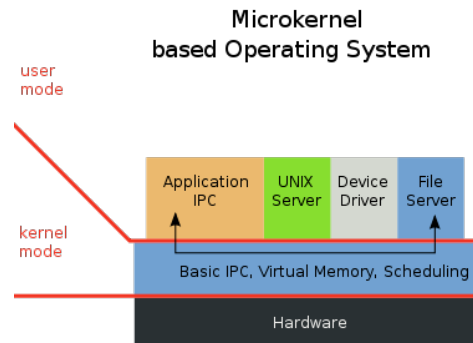 Microkernel
based Operating System
user
mode
Application
IPC
UNIX
Server
Device
Driver
File
Server
kernel
mode
Basic IPC, Virtual Memory, Scheduling
Hardware